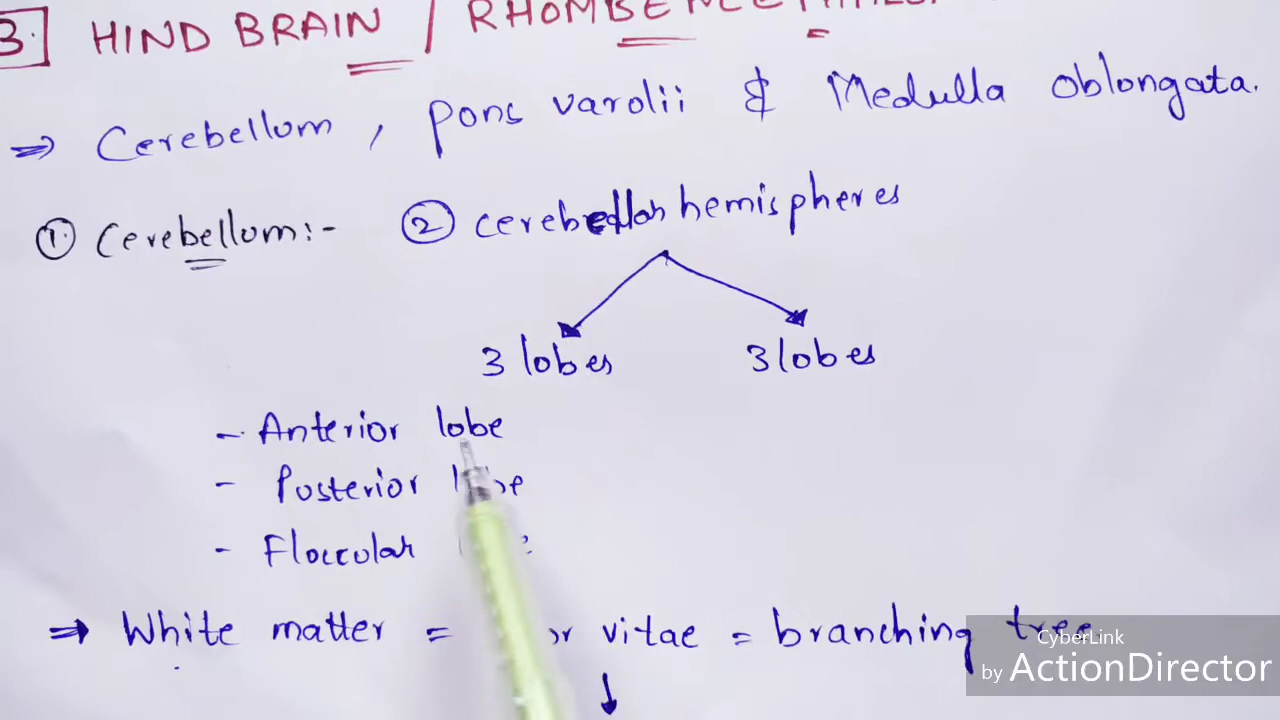 3. HIND BRAIN /
→ Cerebellum, pons varolii & Medulla oblongata.
① Cerebellum:- ② cerebellar hemispheres
3 lobes 3 lobes
- Anterior lobe
- Posterior
- Floccular
→ White matter = vitae = branching tree
CyberLink
by ActionDirector